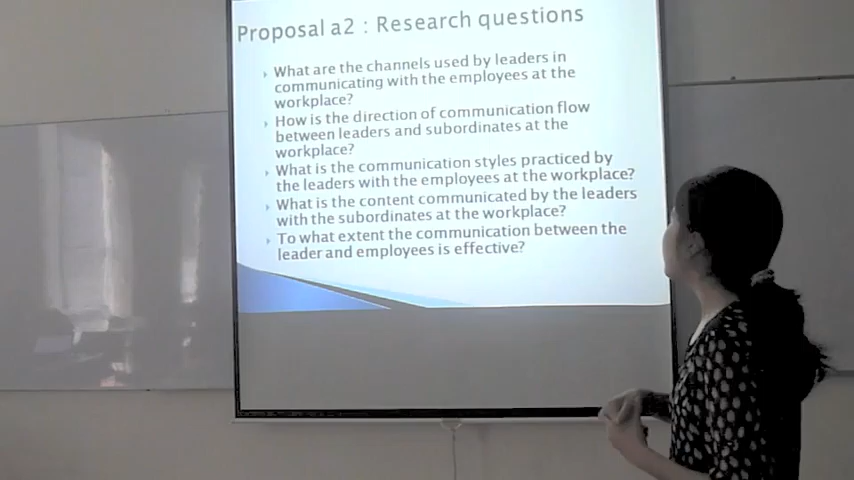 Proposal a2 : Research questions
What are the channels used by leaders in
communicating with the employees at the
workplace?
How is the direction of communication flow
between leaders and subordinates at the
workplace?
What is the communication styles practiced by
the leaders with the employees at the workplace?
What is the content communicated by the leaders
with the subordinates at the workplace?
To what extent the communication between the
leader and employees is effective?